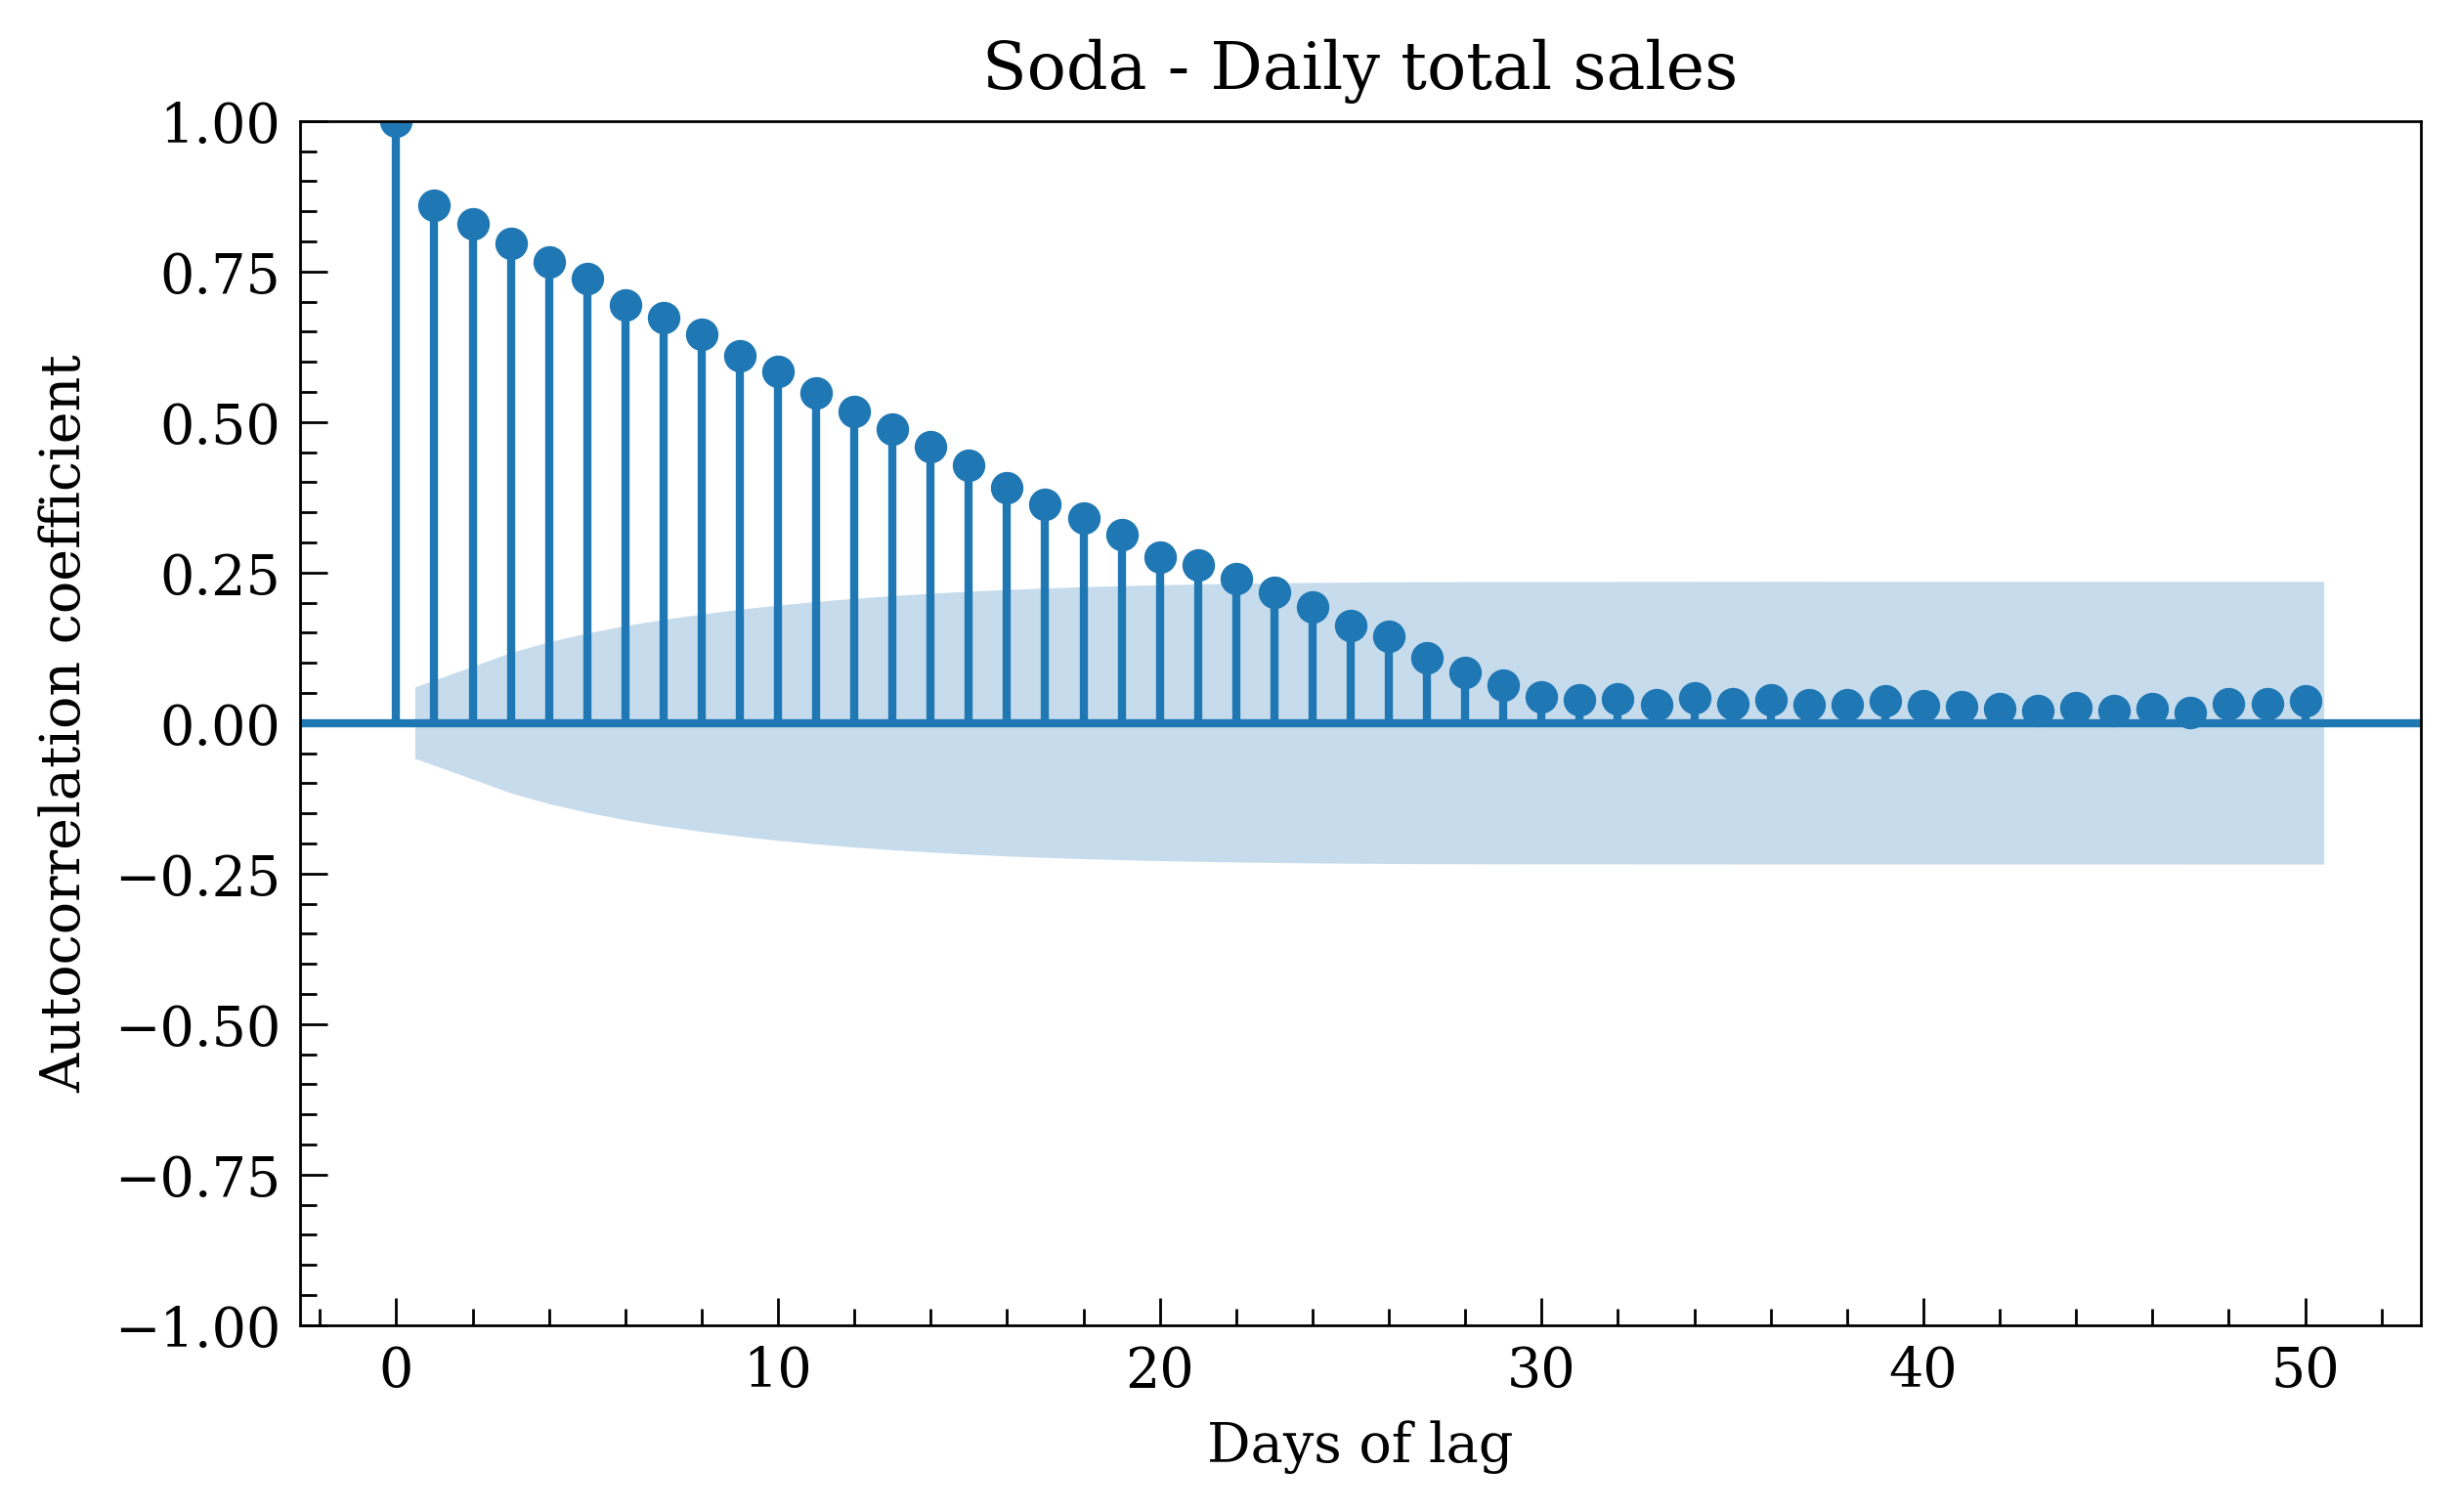 Soda - Daily total sales
1.00
0.75
0.50
0.25
0.00
−0.25
−0.50
−0.75
−1.00
Autocorrelation coefficient
0 10 20 30 40 50
Days of lag